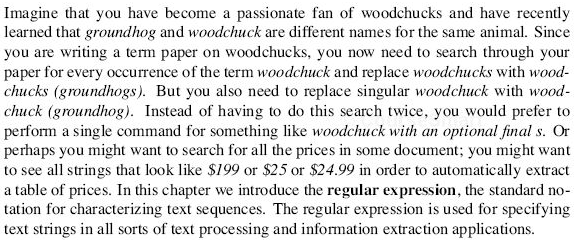 Imagine that you have become a passionate fan of woodchucks and have recently
learned that groundhog and woodchuck are different names for the same animal. Since
you are writing a term paper on woodchucks, you now need to search through your
paper for every occurrence of the term woodchuck and replace woodchucks with wood-
chucks (groundhogs). But you also need to replace singular woodchuck with wood-
chuck (groundhog). Instead of having to do this search twice, you would prefer to
perform a single command for something like woodchuck with an optional final s. Or
perhaps you might want to search for all the prices in some document; you might want
to see all strings that look like $199 or $25 or $24.99 in order to automatically extract
a table of prices. In this chapter we introduce the regular expression, the standard no-
tation for characterizing text sequences. The regular expression is used for specifying
text strings in all sorts of text processing and information extraction applications.